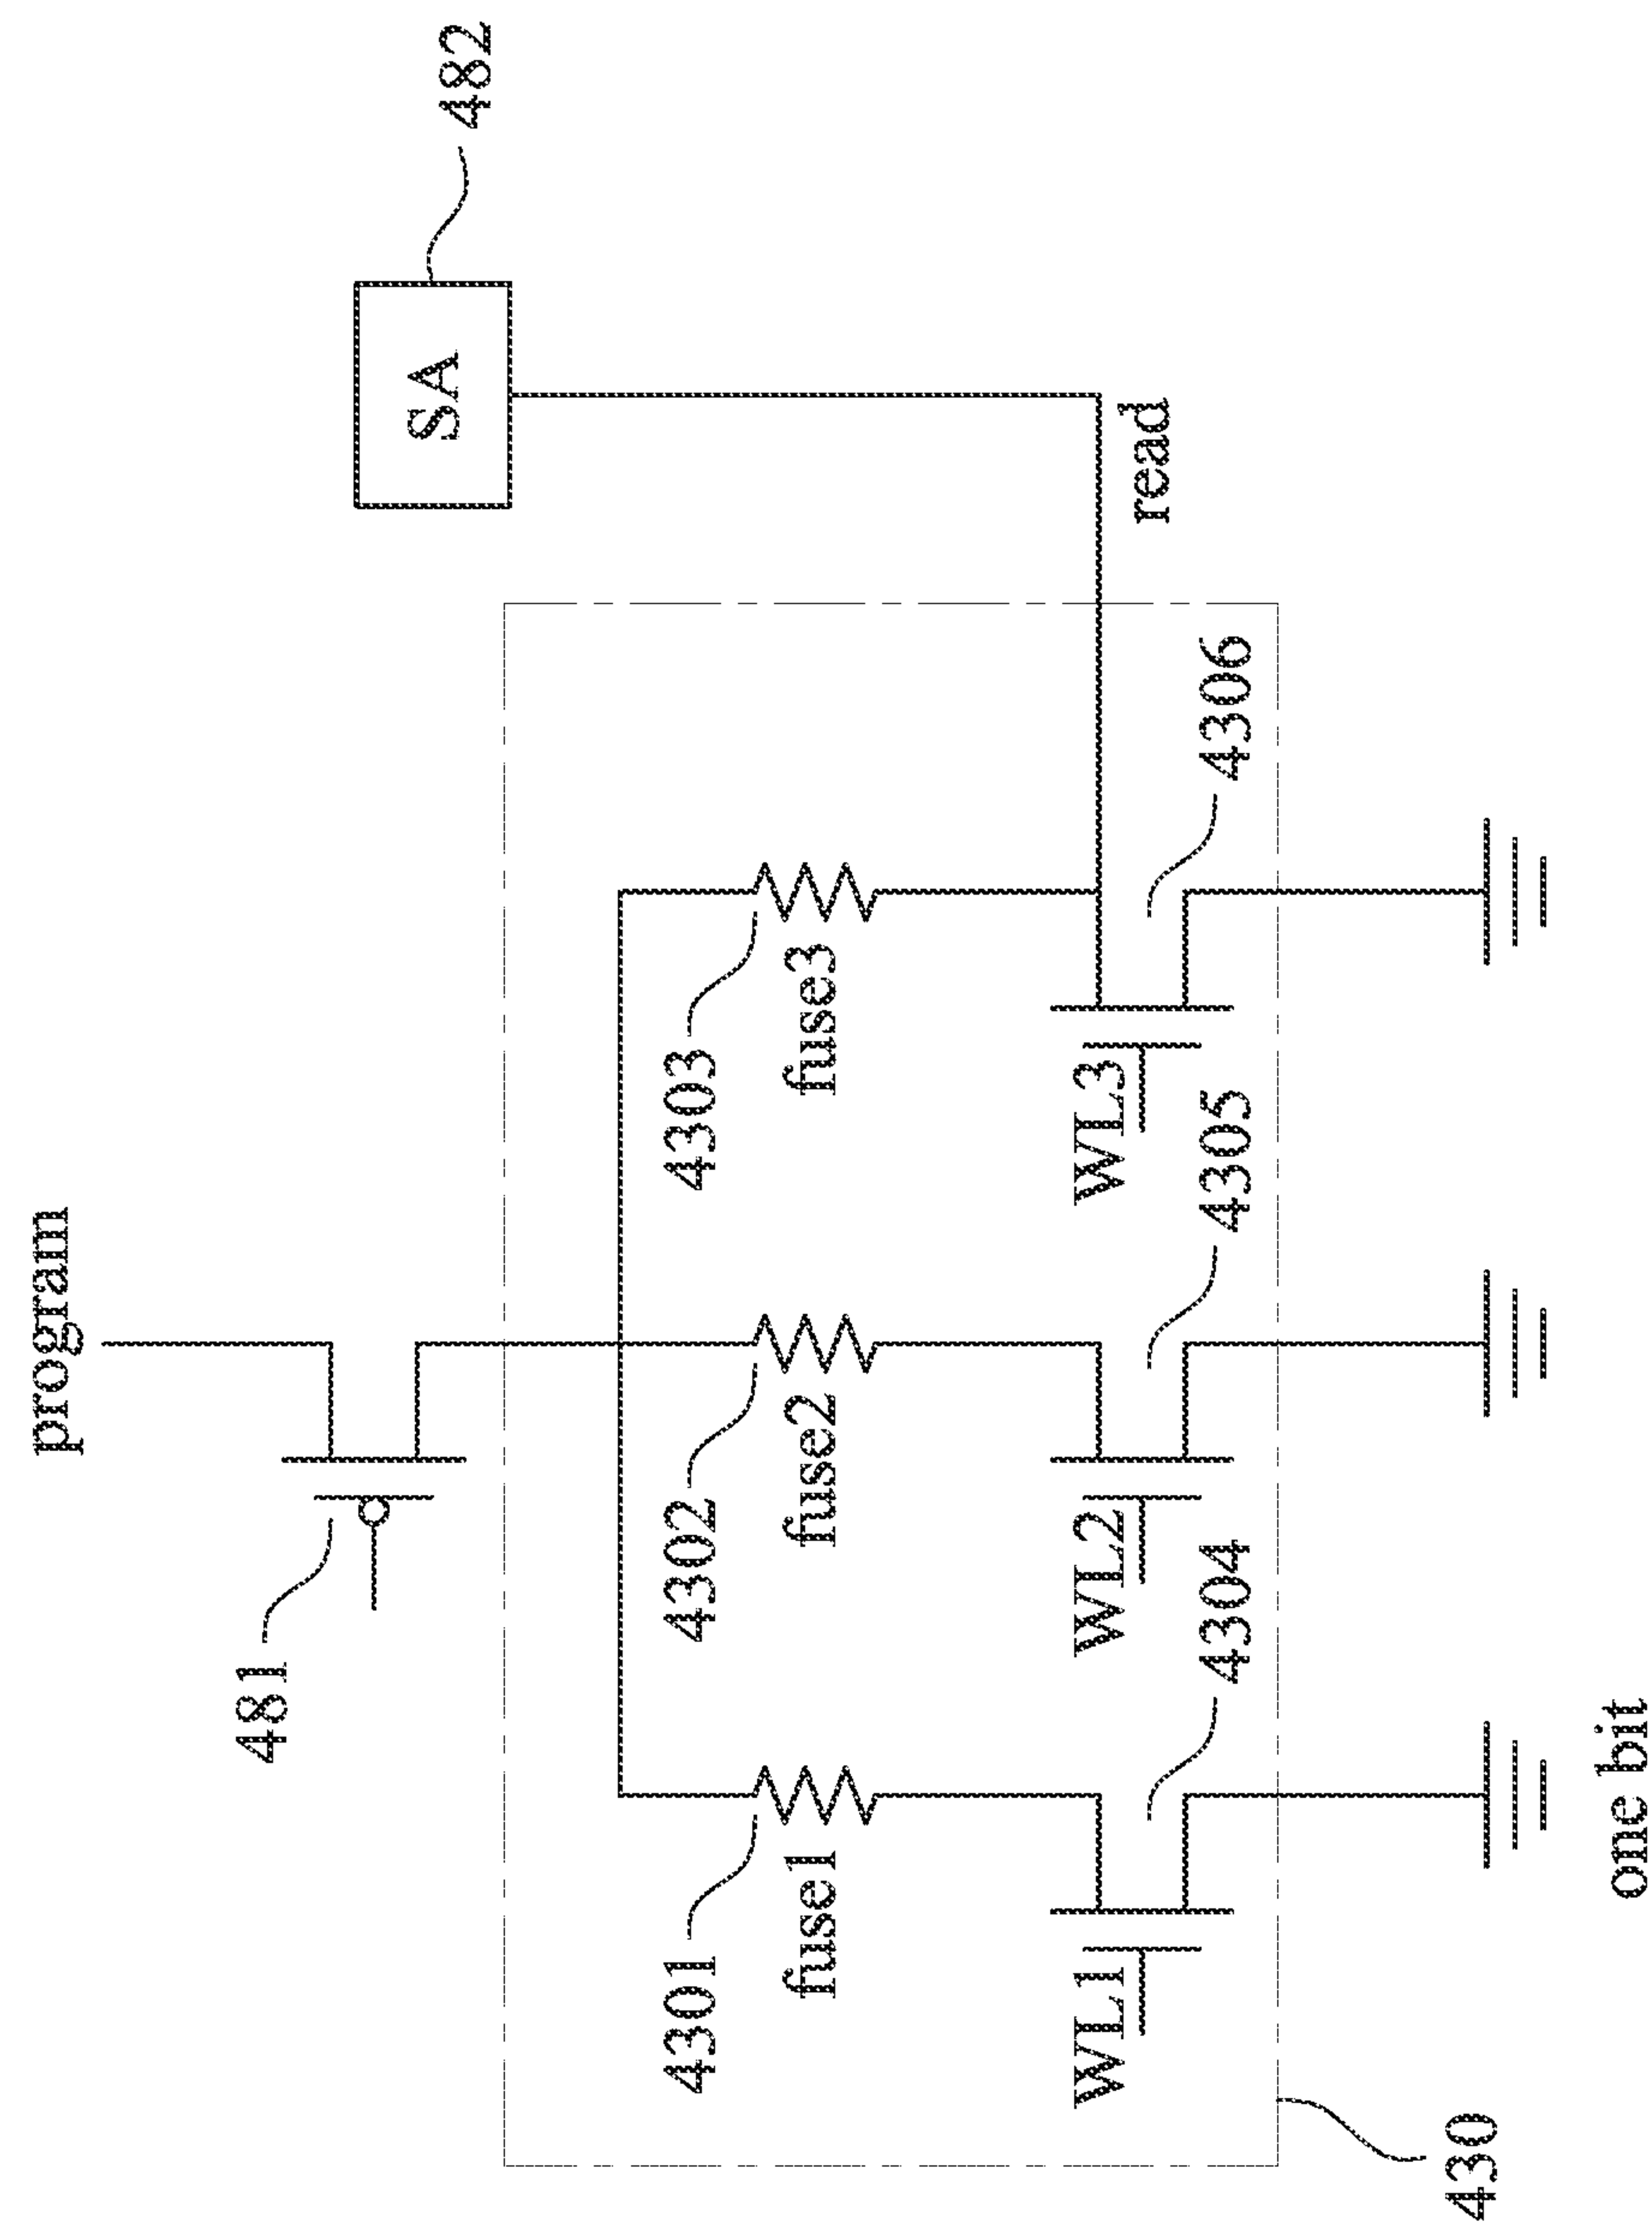 program
481
SA
482
4301
4302
4303
fuse1
fuse2
fuse3
WL1
WL2
WL3
read
4304
4305
4306
430
one bit